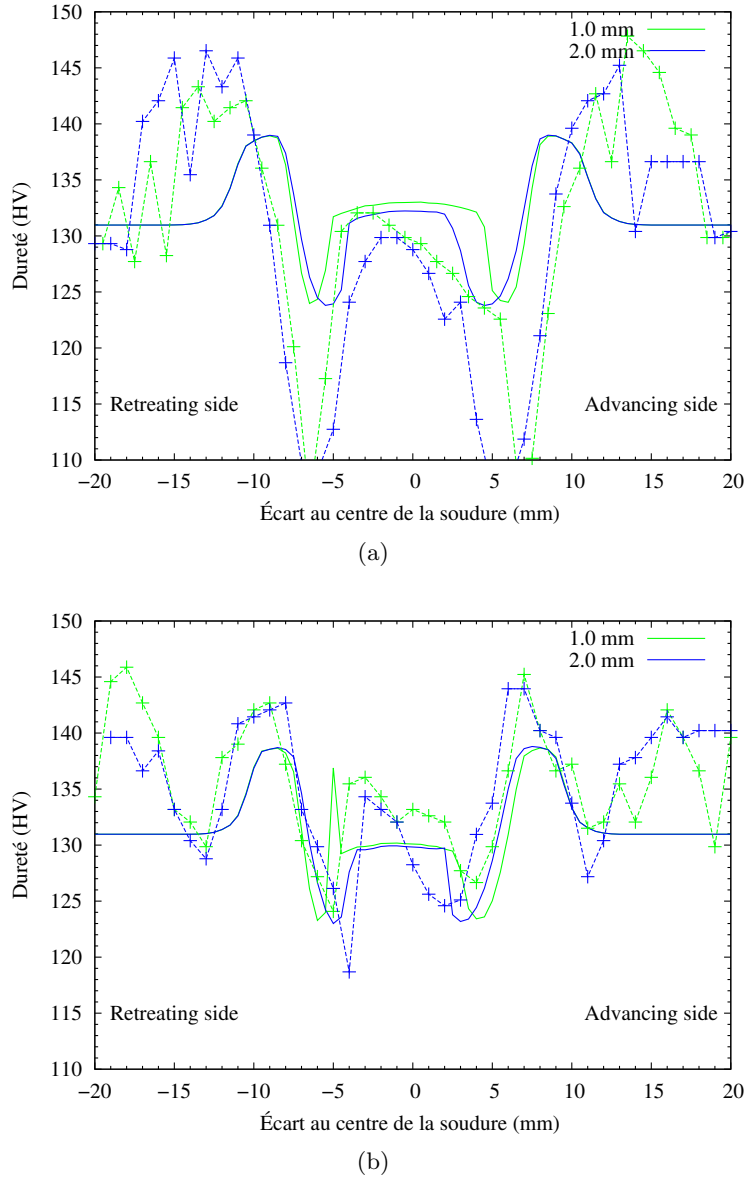 150
145
140
135
130
125
120
115
110
Dureté (HV)
1.0 mm
2.0 mm
Retreating side
Advancing side
−20 −15 −10 −5 0 5 10 15 20
Écart au centre de la soudure (mm)
(a)
150
145
140
135
130
125
120
115
110
Dureté (HV)
1.0 mm
2.0 mm
Retreating side
Advancing side
−20 −15 −10 −5 0 5 10 15 20
Écart au centre de la soudure (mm)
(b)